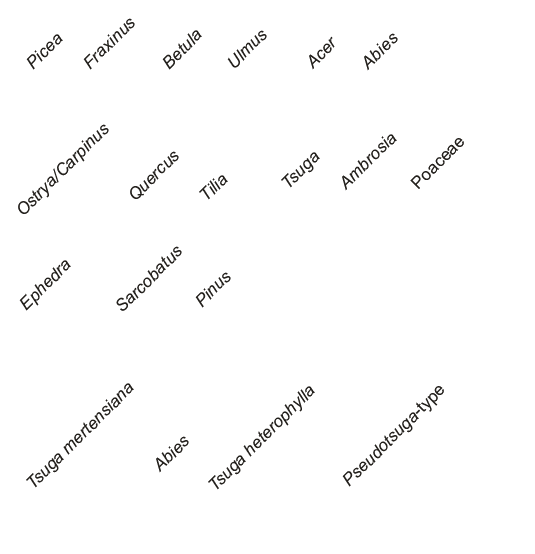 Picea Fraxinus Betula Ulmus Acer Abies
Ostrya/Carpinus Quercus Tilia Tsuga Ambrosia Poaceae
Ephedra Sarcobatus Pinus
Tsuga mertensiana Abies Tsuga heterophylla Pseudotsuga-type